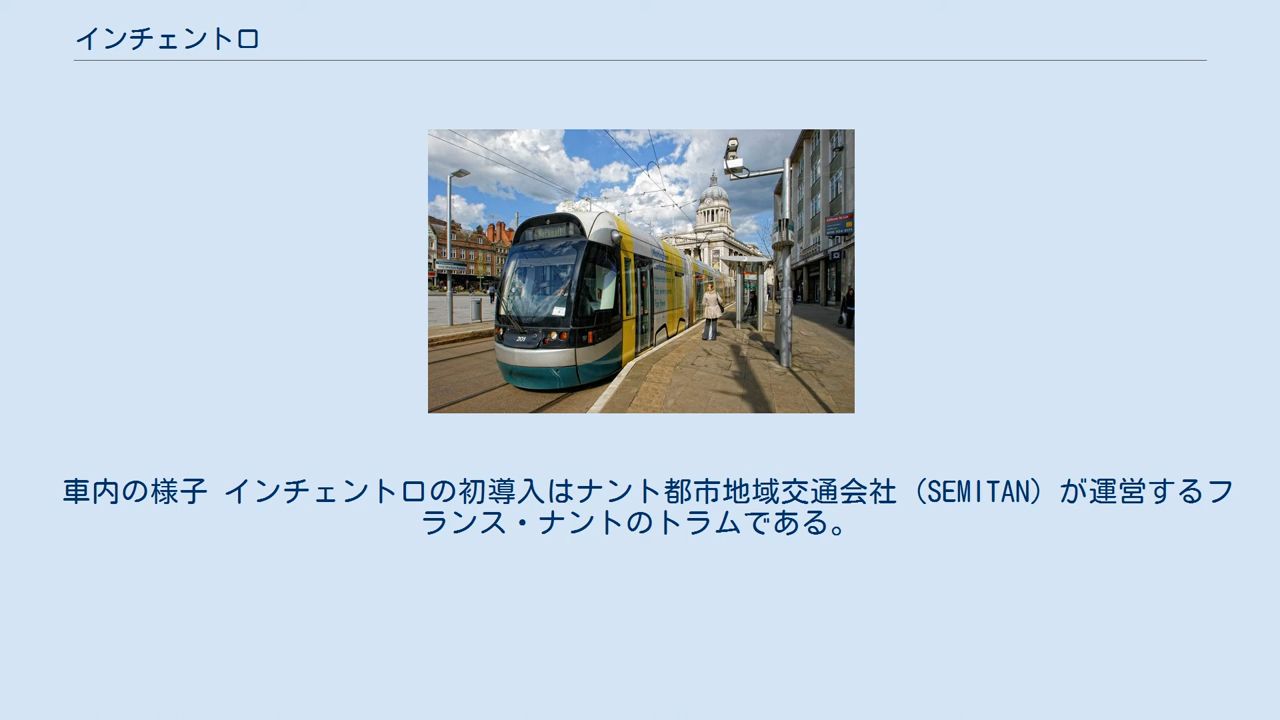 インチェントロ
201
車内の様子 インチェントロの初導入はナント都市地域交通会社（SEMITAN）が運営するフ
ランス・ナントのトラムである。